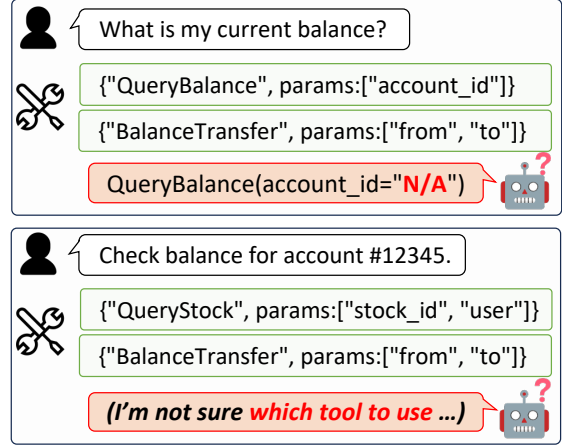 What is my current balance?
{"QueryBalance", params:["account_id"]}
{"BalanceTransfer", params:["from", "to"]}
QueryBalance(account_id="N/A")
?
Check balance for account #12345.
{"QueryStock", params:["stock_id", "user"]}
{"BalanceTransfer", params:["from", "to"]}
(I'm not sure which tool to use ...)
?